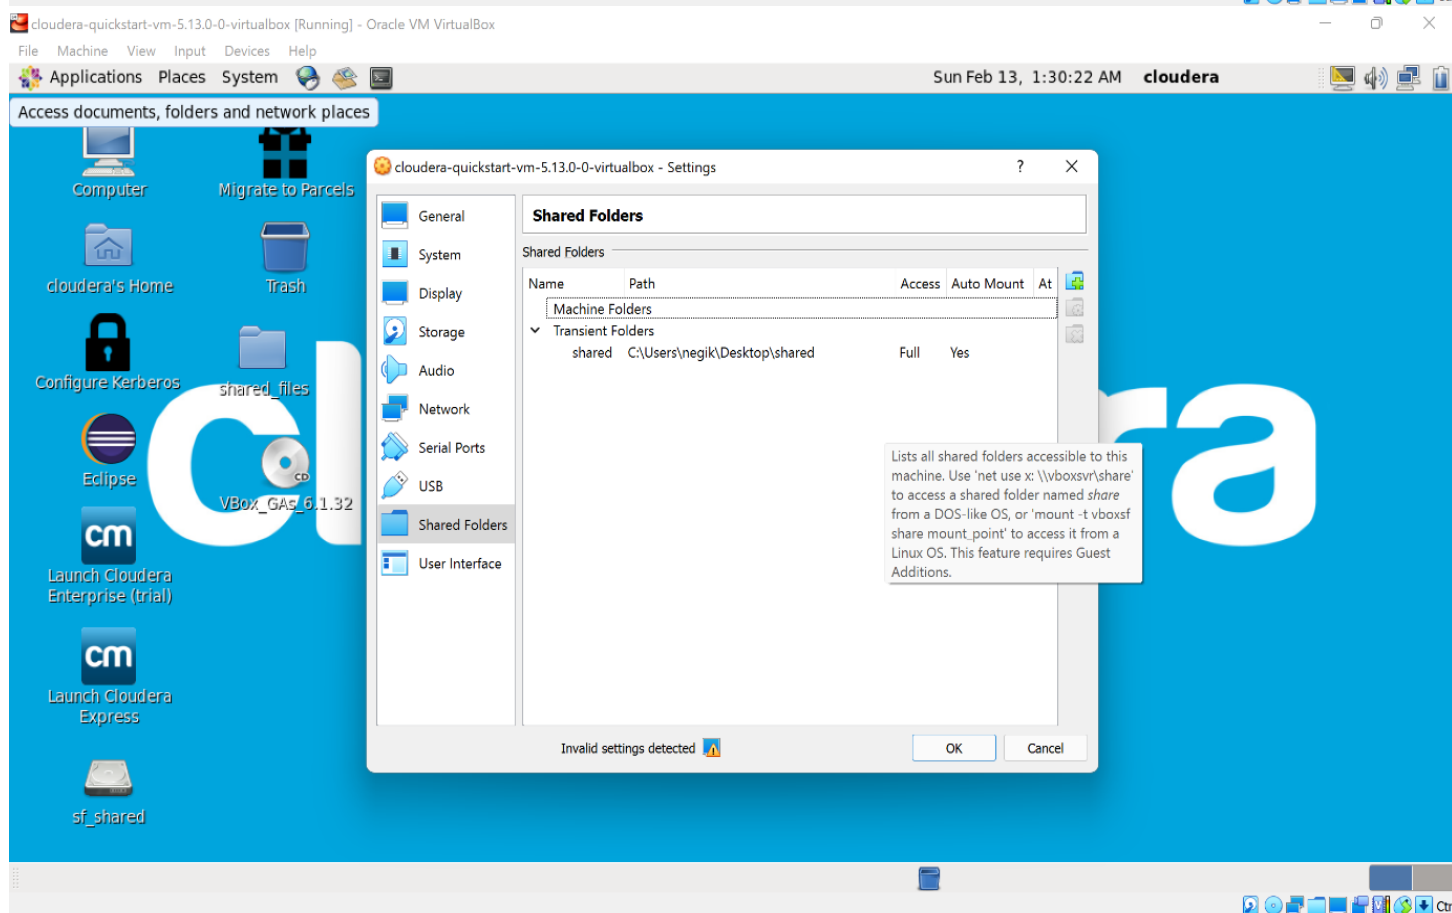 cloudera-quickstart-vm-5.13.0-0-virtualbox [Running] - Oracle VM VirtualBox
File Machine View Input Devices Help
Applications Places System
Sun Feb 13, 1:30:22 AM cloudera
Access documents, folders and network places
Computer
Migrate to Parcels
cloudera's Home
Trash
Configure Kerberos
shared_files
Eclipse
CD
VBox_GAs_6.1.32
cm
Launch Cloudera
Enterprise (trial)
cm
Launch Cloudera
Express
sf_shared
cloudera-quickstart-vm-5.13.0-0-virtualbox - Settings
?
General
System
Display
Storage
Audio
Network
Serial Ports
USB
Shared Folders
User Interface
Shared Folders
Shared Folders
Name Path Access Auto Mount At
Machine Folders
Transient Folders
shared C:\Users\negik\Desktop\shared Full Yes
Lists all shared folders accessible to this
machine. Use 'net use x: \\vboxsvr\share'
to access a shared folder named share
from a DOS-like OS, or 'mount -t vboxsf
share mount_point' to access it from a
Linux OS. This feature requires Guest
Additions.
Invalid settings detected
OK Cancel
cl
ra